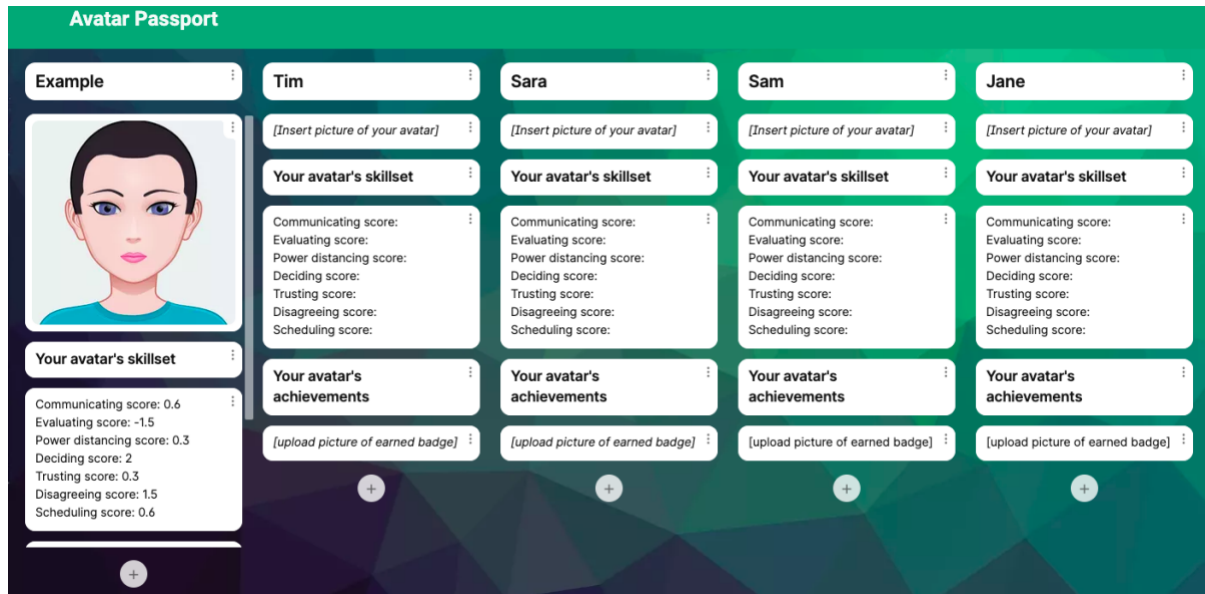 Avatar Passport
Example
Your avatar's skillset
Communicating score: 0.6
Evaluating score: -1.5
Power distancing score: 0.3
Deciding score: 2
Trusting score: 0.3
Disagreeing score: 1.5
Scheduling score: 0.6
Tim
[Insert picture of your avatar]
Your avatar's skillset
Communicating score:
Evaluating score:
Power distancing score:
Deciding score:
Trusting score:
Disagreeing score:
Scheduling score:
Your avatar's
achievements
[upload picture of earned badge]
Sara
[Insert picture of your avatar]
Your avatar's skillset
Communicating score:
Evaluating score:
Power distancing score:
Deciding score:
Trusting score:
Disagreeing score:
Scheduling score:
Your avatar's
achievements
[upload picture of earned badge]
Sam
[Insert picture of your avatar]
Your avatar's skillset
Communicating score:
Evaluating score:
Power distancing score:
Deciding score:
Trusting score:
Disagreeing score:
Scheduling score:
Your avatar's
achievements
[upload picture of earned badge]
Jane
[Insert picture of your avatar]
Your avatar's skillset
Communicating score:
Evaluating score:
Power distancing score:
Deciding score:
Trusting score:
Disagreeing score:
Scheduling score:
Your avatar's
achievements
[upload picture of earned badge]